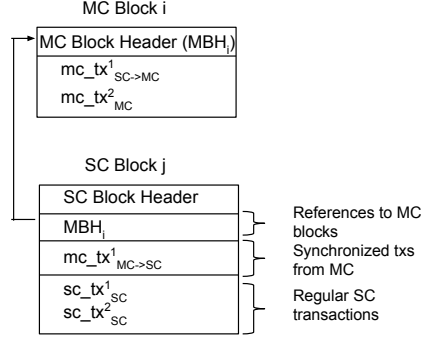 MC Block i
MC Block Header (MBHᵢ)
mc_tx¹SC->MC
mc_tx²MC
SC Block j
SC Block Header
MBHᵢ
mc_tx¹MC->SC
sc_tx¹SC
sc_tx²SC
References to MC
blocks
Synchronized txs
from MC
Regular SC
transactions